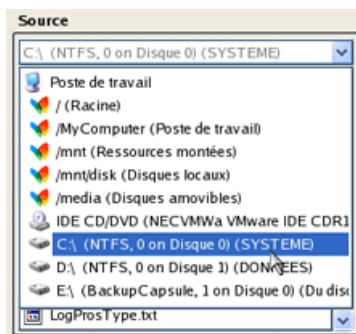 Source
C:\ (NTFS, 0 on Disque 0) (SYSTEME)
Poste de travail
/ (Racine)
/MyComputer (Poste de travail)
/mnt (Ressources montées)
/mnt/disk (Disques locaux)
/media (Disques amovibles)
IDE CD/DVD (NECVMWa VMware IDE CDR1
C:\ (NTFS, 0 on Disque 0) (SYSTEME)
D:\ (NTFS, 0 on Disque 1) (DONNEES)
E:\ (BackupCapsule, 1 on Disque 0) (Du disq
LogProsType.txt